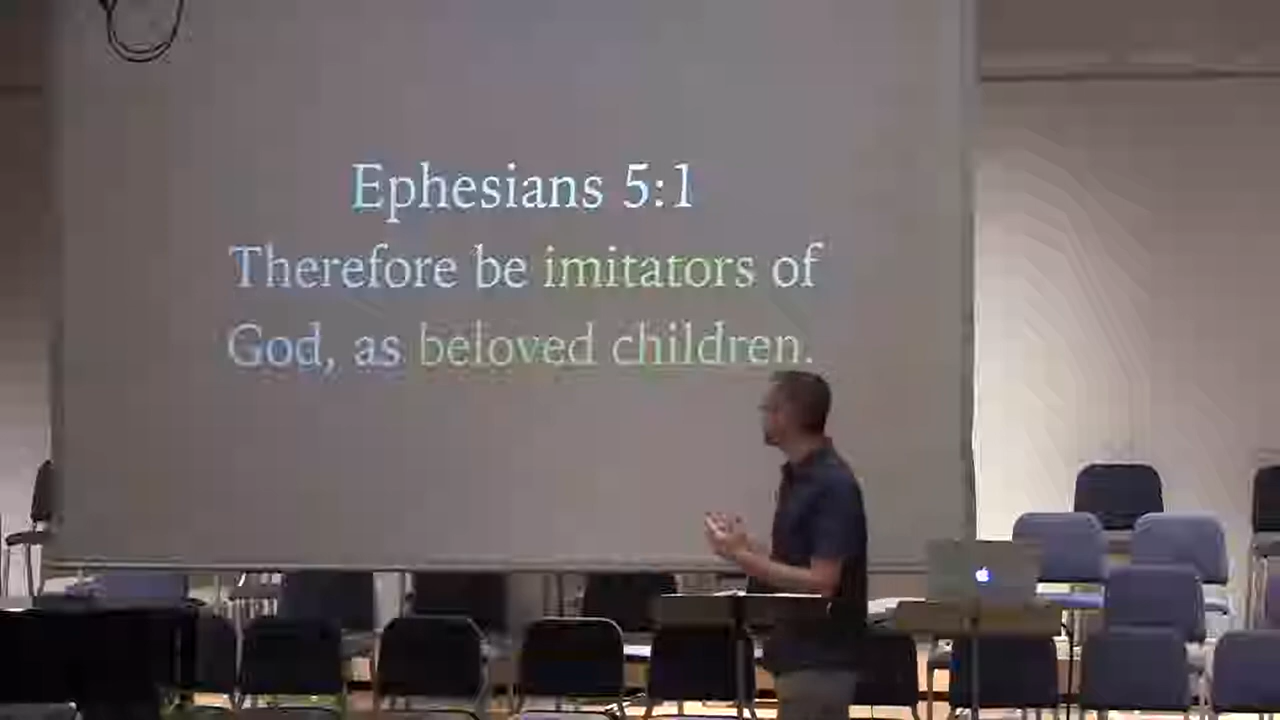 Ephesians 5:1
Therefore be imitators of
God, as beloved children.